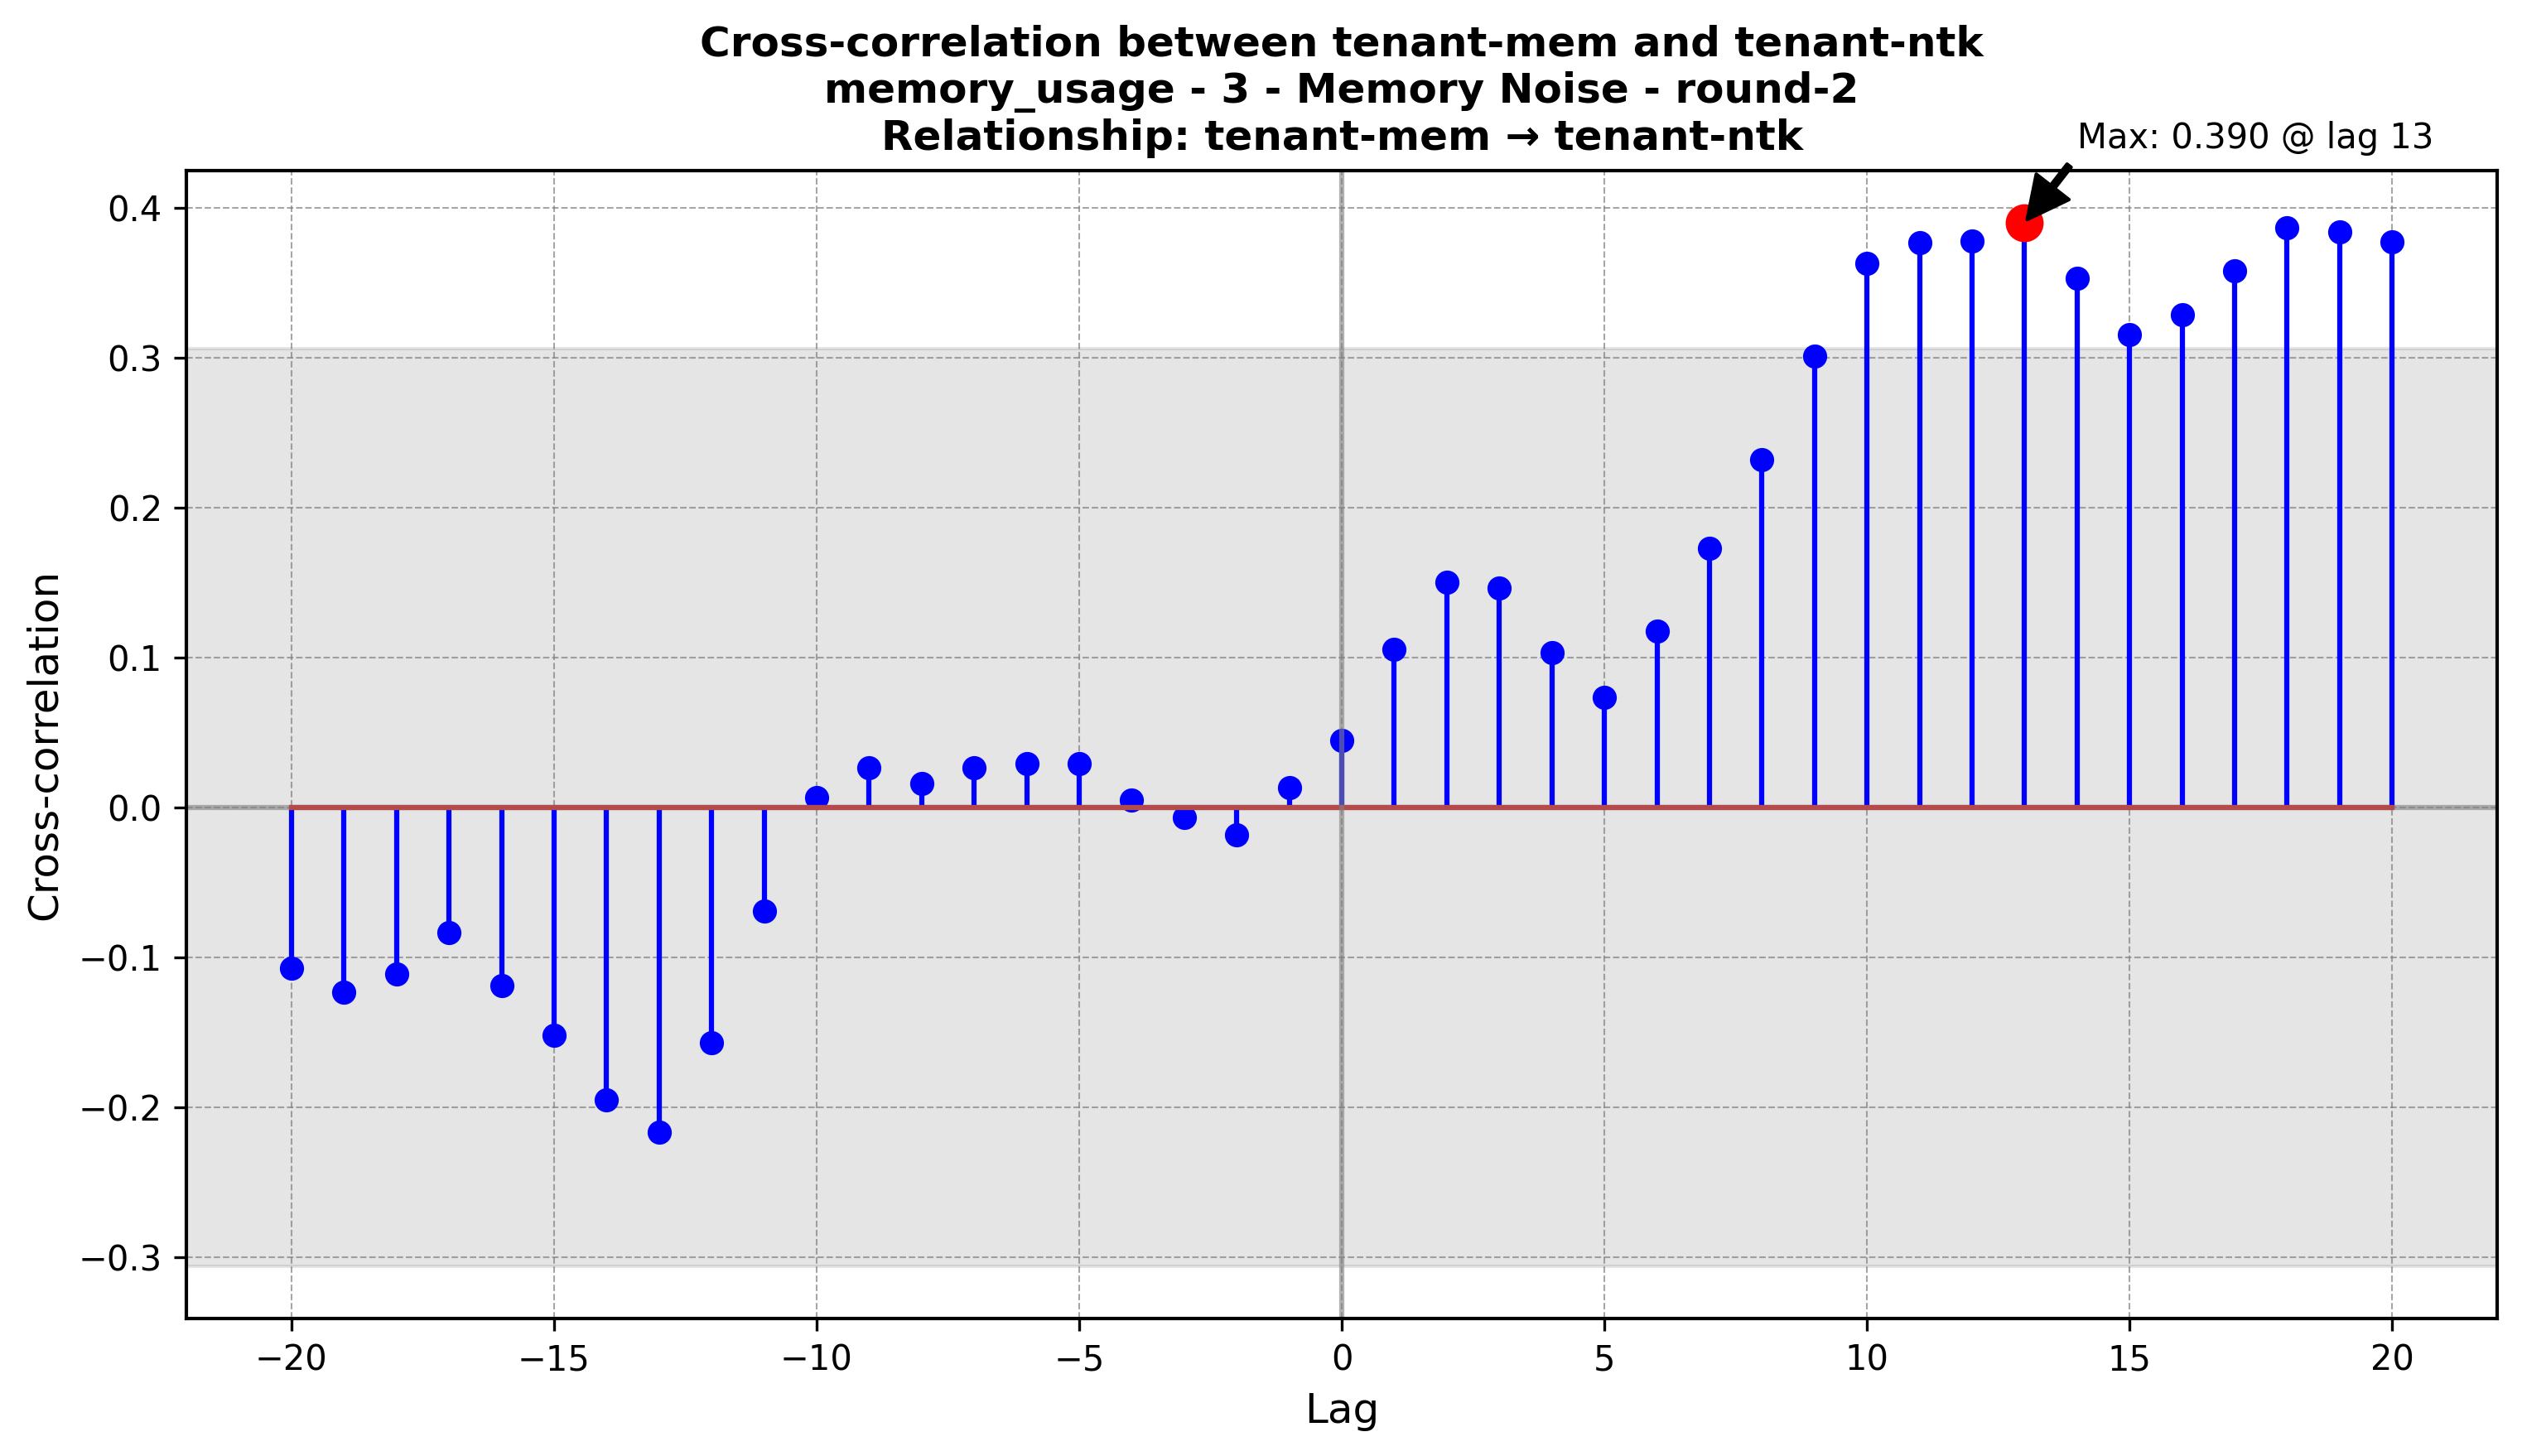 Cross-correlation between tenant-mem and tenant-ntk
memory_usage - 3 - Memory Noise - round-2
Relationship: tenant-mem → tenant-ntk
Max: 0.390 @ lag 13
0.4
0.3
0.2
0.1
0.0
−0.1
−0.2
−0.3
Cross-correlation
−20 −15 −10 −5 0 5 10 15 20
Lag